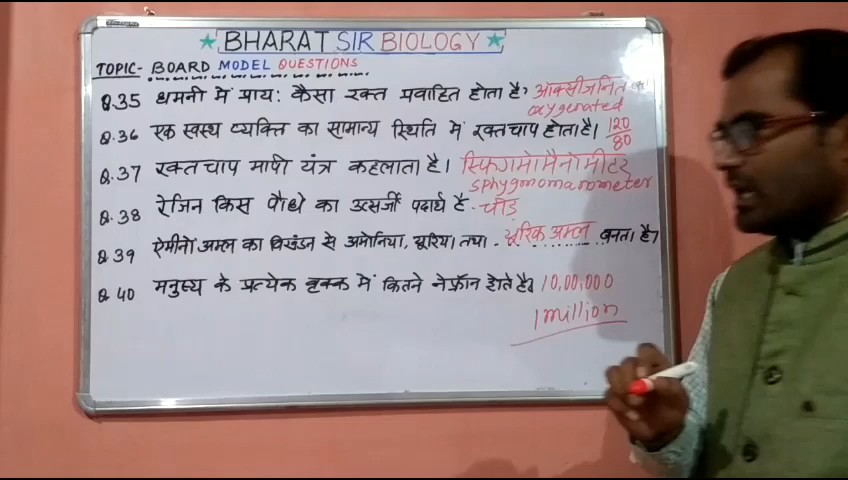 BHARAT SIR BIOLOGY
TOPIC- BOARD MODEL QUESTIONS
Q.35 धमनी में प्राय: कैसा रक्त प्रवाहित होता है? ऑक्सीजनित
oxygenated
Q.36 एक स्वस्थ व्यक्ति का सामान्य स्थिति में रक्तचाप होता है। 120/80
Q.37 रक्तचाप मापी यंत्र कहलाता है। स्फिगमोमैनोमीटर
sphygmomanometer
Q.38 रेजिन किस पौधे का उत्सर्जी पदार्थ है - चीड़
Q.39 ऐमीनो अम्ल का विखंडन से अमोनिया, यूरिया तथा - यूरिक अम्ल बनता है।
Q.40 मनुष्य के प्रत्येक वृक्क में कितने नेफ्रॉन होते है? 10,00,000
1 million